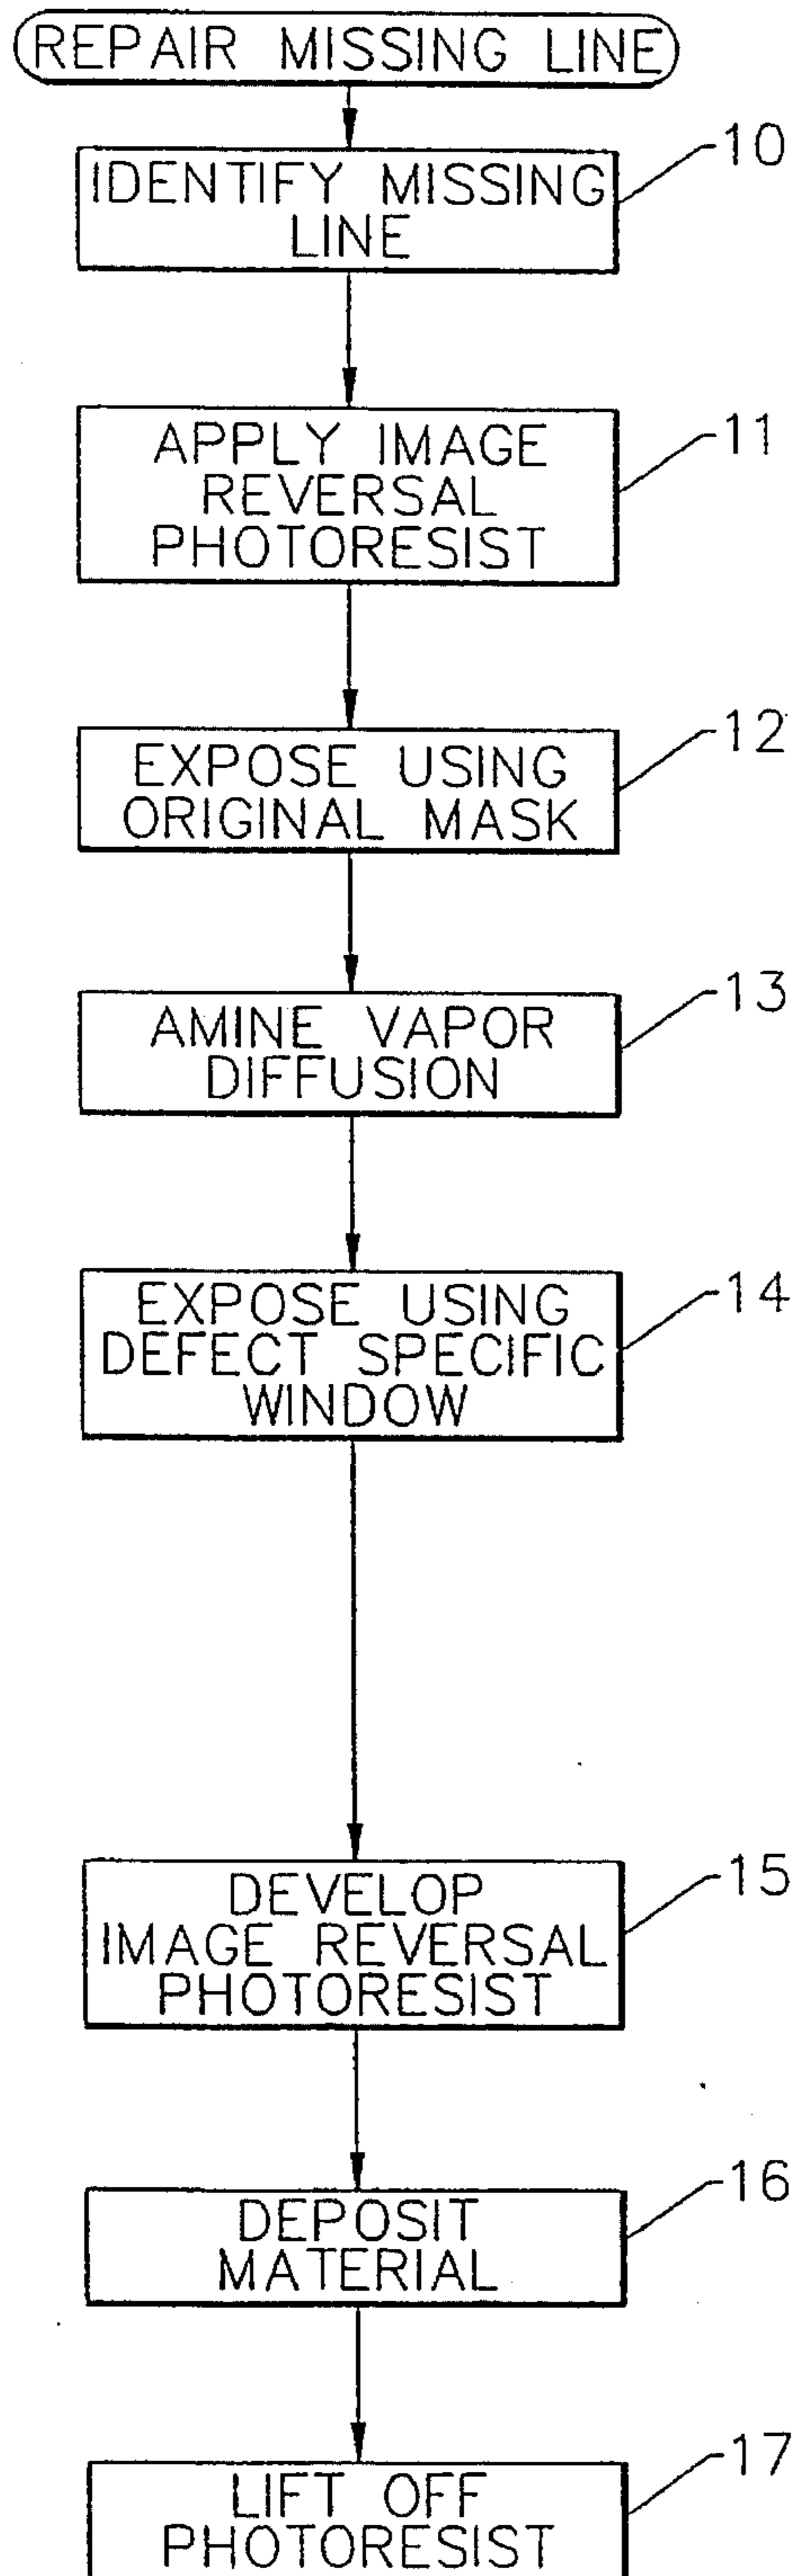 REPAIR MISSING LINE
10
IDENTIFY MISSING
LINE
11
APPLY IMAGE
REVERSAL
PHOTORESIST
12
EXPOSE USING
ORIGINAL MASK
13
AMINE VAPOR
DIFFUSION
14
EXPOSE USING
DEFECT SPECIFIC
WINDOW
15
DEVELOP
IMAGE REVERSAL
PHOTORESIST
16
DEPOSIT
MATERIAL
17
LIFT OFF
PHOTORESIST